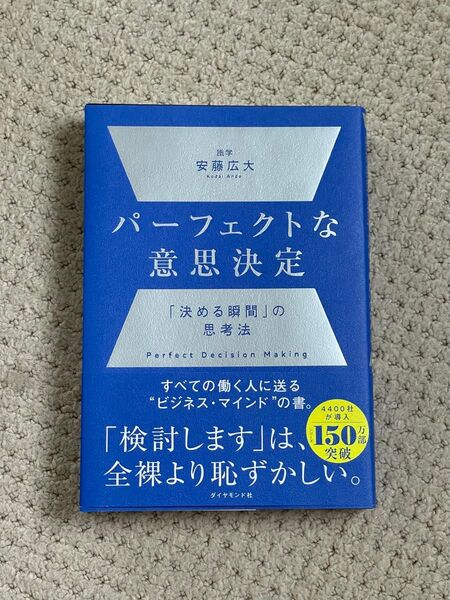 識学
安藤広大
Kodai Ando
パーフェクトな
意思決定
「決める瞬間」の
思考法
Perfect Decision Making
すべての働く人に送る
“ビジネス・マインド”の書。
「検討します」は、
全裸より恥ずかしい。
4400社
が導入
150万部
突破
ダイヤモンド社